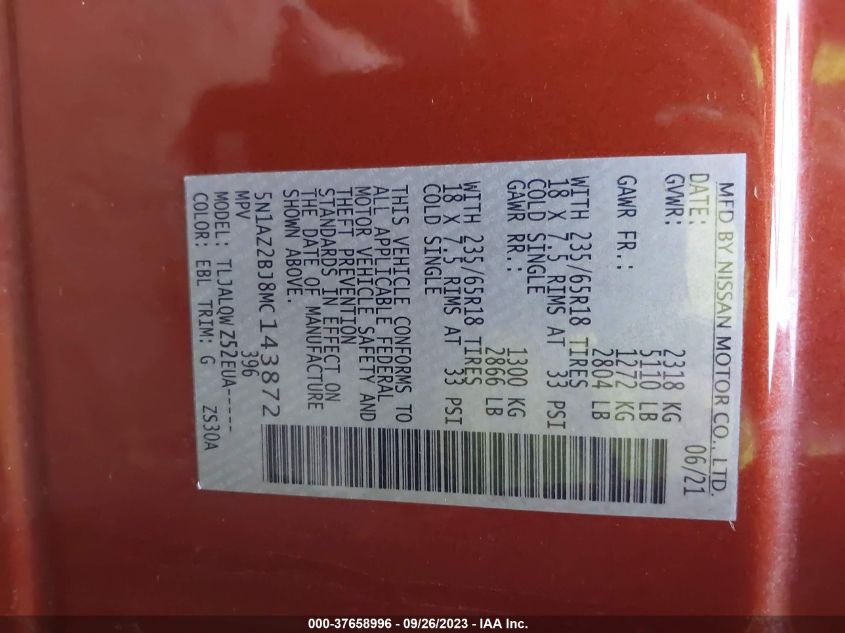 MFD BY NISSAN MOTOR CO., LTD.
DATE: 06/21
GVWR: 2318 KG
5110 LB
GAWR FR.: 1272 KG
2804 LB
WITH 235/65R18 TIRES
18 X 7.5 RIMS AT 33 PSI
COLD SINGLE
GAWR RR.: 1300 KG
2866 LB
WITH 235/65R18 TIRES
18 X 7.5 RIMS AT 33 PSI
COLD SINGLE
THIS VEHICLE CONFORMS TO
ALL APPLICABLE FEDERAL
MOTOR VEHICLE SAFETY AND
THEFT PREVENTION
STANDARDS IN EFFECT ON
THE DATE OF MANUFACTURE
SHOWN ABOVE.
5N1AZ2BJ8MC143872
MPV 396
MODEL: TLJALQW Z52EUA-----
COLOR: EBL TRIM: G ZS30A
000-37658996 - 09/26/2023 - IAA Inc.